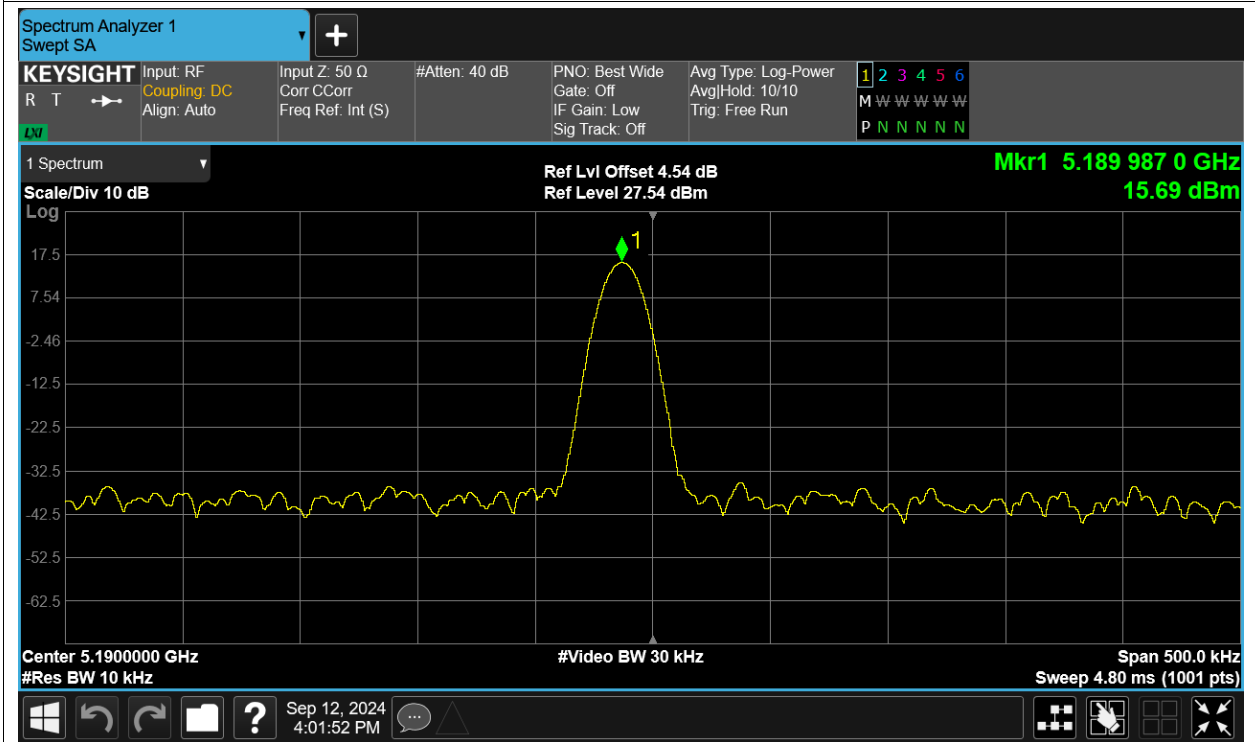 Spectrum Analyzer 1
Swept SA
+
KEYSIGHT
R T
LXI
Input: RF
Coupling: DC
Align: Auto
Input Z: 50 Ω
Corr CCorr
Freq Ref: Int (S)
#Atten: 40 dB
PNO: Best Wide
Gate: Off
IF Gain: Low
Sig Track: Off
Avg Type: Log-Power
Avg|Hold: 10/10
Trig: Free Run
1 2 3 4 5 6
M W W W W W
P N N N N N
1 Spectrum
Scale/Div 10 dB
Log
Ref Lvl Offset 4.54 dB
Ref Level 27.54 dBm
Mkr1 5.189 987 0 GHz
15.69 dBm
1
17.5
7.54
-2.46
-12.5
-22.5
-32.5
-42.5
-52.5
-62.5
Center 5.1900000 GHz
#Res BW 10 kHz
#Video BW 30 kHz
Span 500.0 kHz
Sweep 4.80 ms (1001 pts)
?
Sep 12, 2024
4:01:52 PM